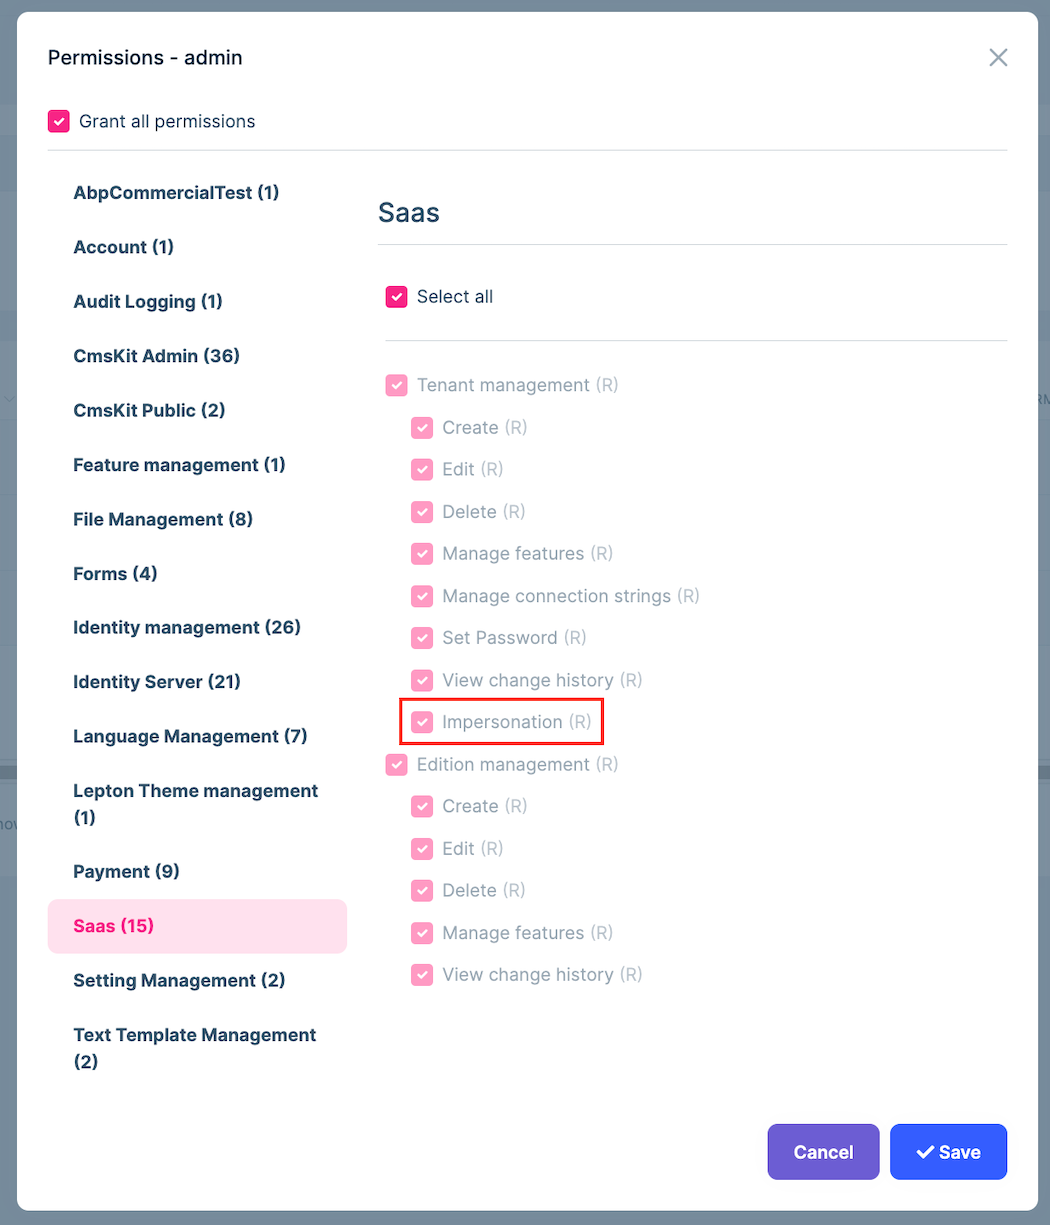 Permissions - admin
Grant all permissions
AbpCommercialTest (1)
Account (1)
Audit Logging (1)
CmsKit Admin (36)
CmsKit Public (2)
Feature management (1)
File Management (8)
Forms (4)
Identity management (26)
Identity Server (21)
Language Management (7)
Lepton Theme management
(1)
Payment (9)
Saas (15)
Setting Management (2)
Text Template Management
(2)
Saas
Select all
Tenant management (R)
Create (R)
Edit (R)
Delete (R)
Manage features (R)
Manage connection strings (R)
Set Password (R)
View change history (R)
Impersonation (R)
Edition management (R)
Create (R)
Edit (R)
Delete (R)
Manage features (R)
View change history (R)
Cancel
Save